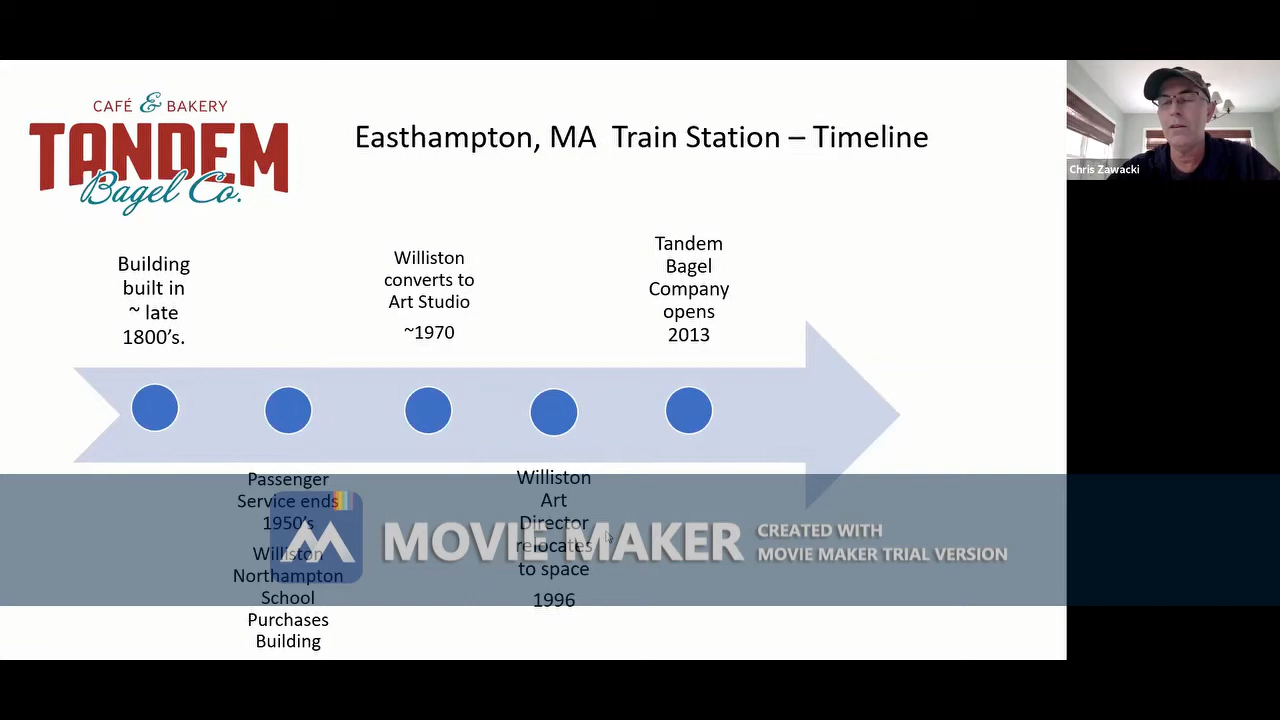 CAFÉ & BAKERY
TANDEM
Bagel Co.
Easthampton, MA Train Station – Timeline
Chris Zawacki
Building
built in
~ late
1800’s.
Williston
converts to
Art Studio
~1970
Tandem
Bagel
Company
opens
2013
Passenger
Service ends
1950’s
Williston
Northampton
School
Purchases
Building
Williston
Art
Director
relocates
to space
1996
MOVIE MAKER
CREATED WITH
MOVIE MAKER TRIAL VERSION